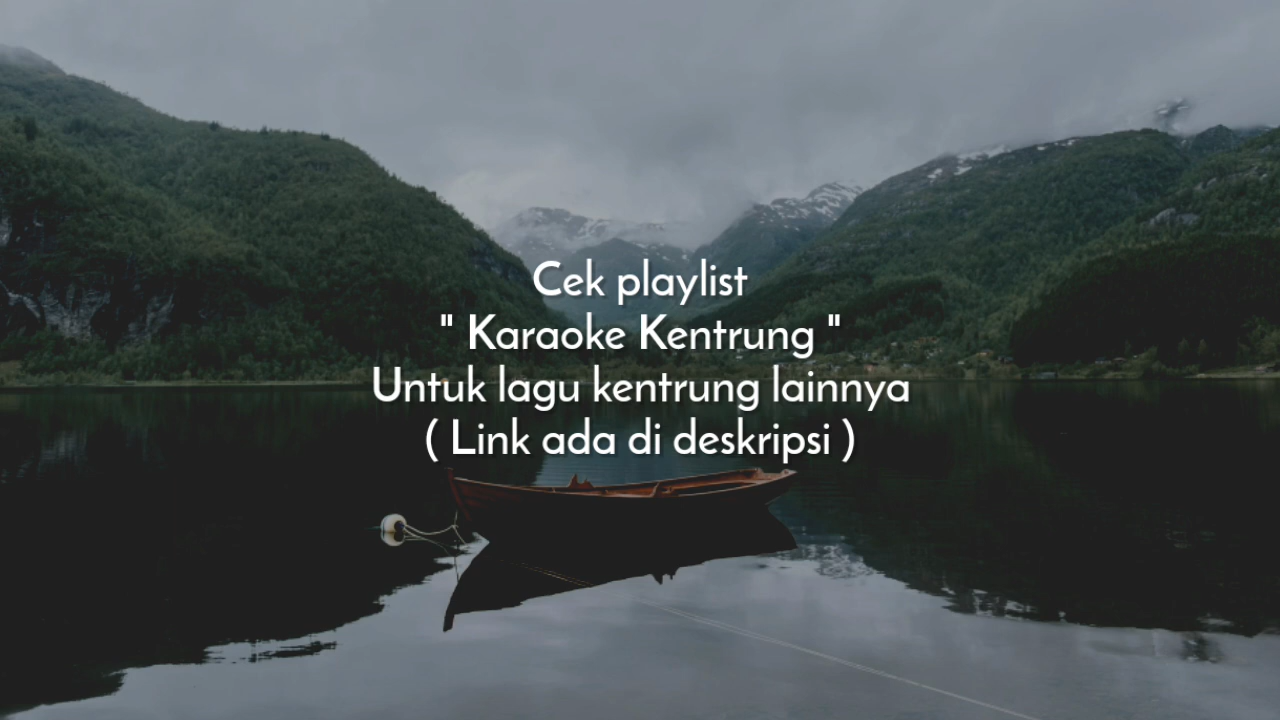 Cek playlist
" Karaoke Kentrung "
Untuk lagu kentrung lainnya
( Link ada di deskripsi )